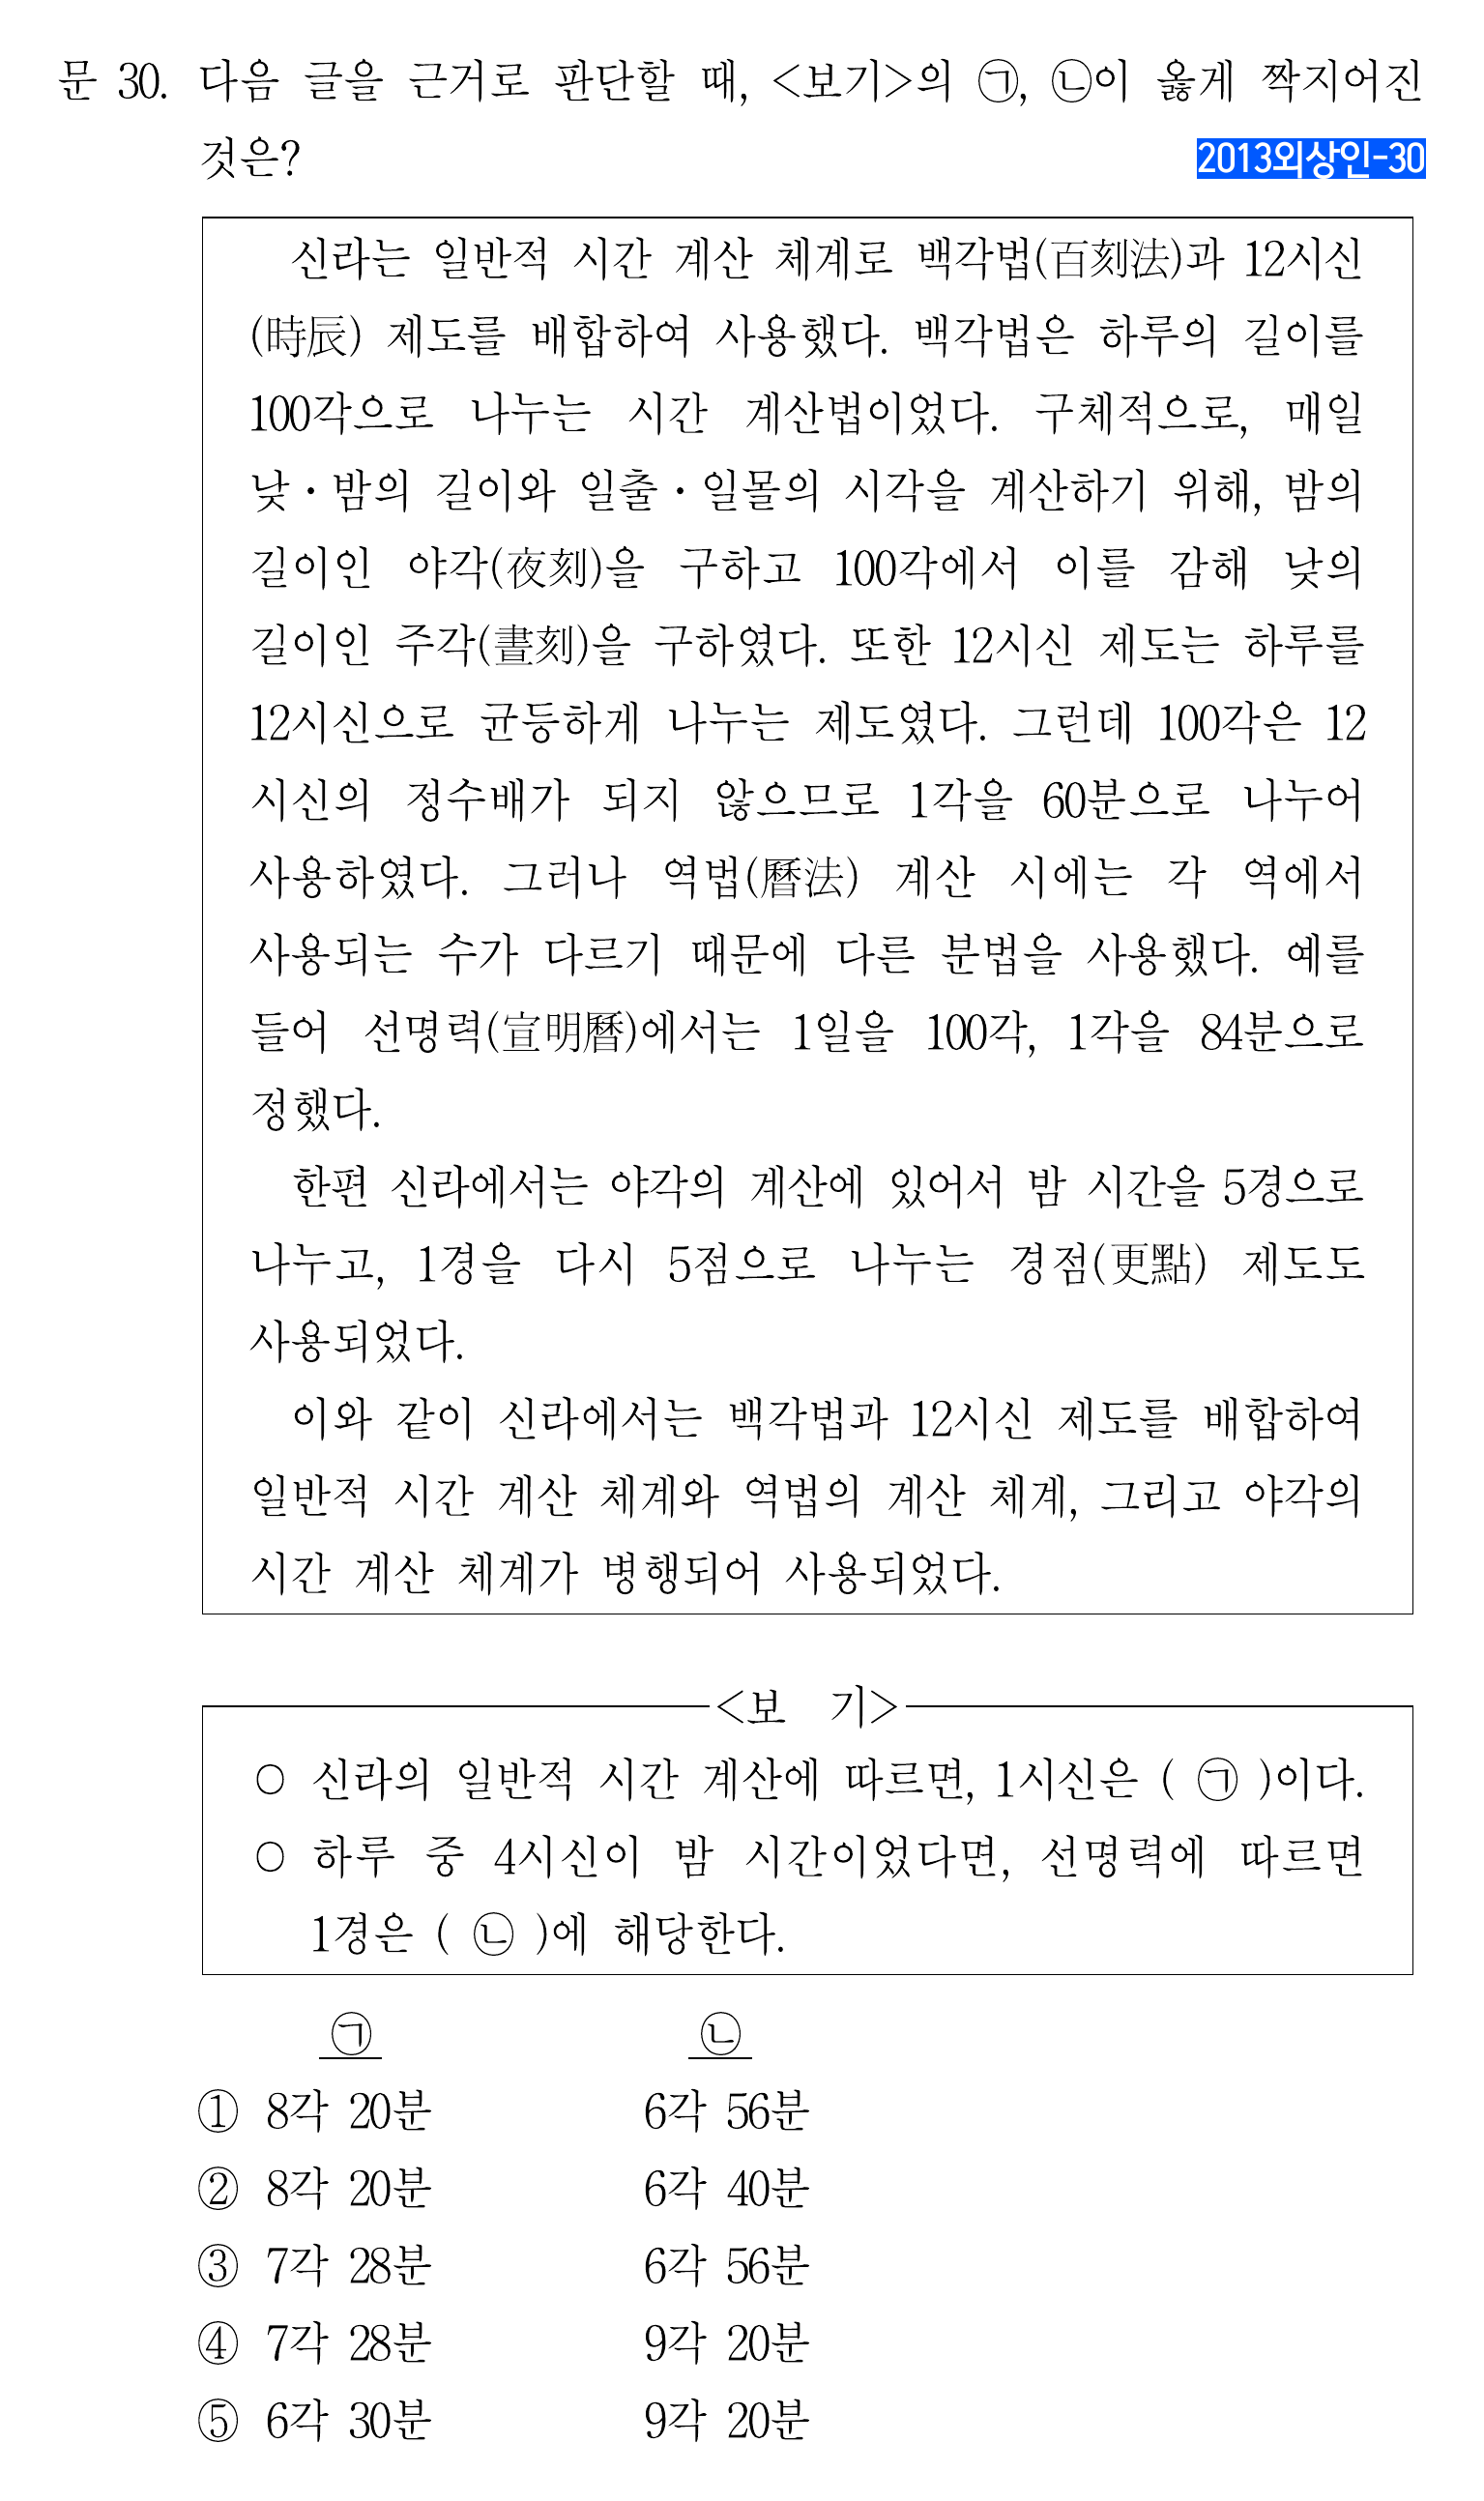 문 30. 다음 글을 근거로 판단할 때, <보기>의 ㉠, ㉡이 옳게 짝지어진
것은?
2013외상인-30
신라는 일반적 시간 계산 체계로 백각법(百刻法)과 12시신
(時辰) 제도를 배합하여 사용했다. 백각법은 하루의 길이를
100각으로 나누는 시간 계산법이었다. 구체적으로, 매일
낮·밤의 길이와 일출·일몰의 시각을 계산하기 위해, 밤의
길이인 야각(夜刻)을 구하고 100각에서 이를 감해 낮의
길이인 주각(晝刻)을 구하였다. 또한 12시신 제도는 하루를
12시신으로 균등하게 나누는 제도였다. 그런데 100각은 12
시신의 정수배가 되지 않으므로 1각을 60분으로 나누어
사용하였다. 그러나 역법(曆法) 계산 시에는 각 역에서
사용되는 수가 다르기 때문에 다른 분법을 사용했다. 예를
들어 선명력(宣明曆)에서는 1일을 100각, 1각을 84분으로
정했다.
한편 신라에서는 야각의 계산에 있어서 밤 시간을 5경으로
나누고, 1경을 다시 5점으로 나누는 경점(更點) 제도도
사용되었다.
이와 같이 신라에서는 백각법과 12시신 제도를 배합하여
일반적 시간 계산 체계와 역법의 계산 체계, 그리고 야각의
시간 계산 체계가 병행되어 사용되었다.
<보 기>
○ 신라의 일반적 시간 계산에 따르면, 1시신은 ( ㉠ )이다.
○ 하루 중 4시신이 밤 시간이었다면, 선명력에 따르면
1경은 ( ㉡ )에 해당한다.
㉠ ㉡
① 8각 20분 6각 56분
② 8각 20분 6각 40분
③ 7각 28분 6각 56분
④ 7각 28분 9각 20분
⑤ 6각 30분 9각 20분